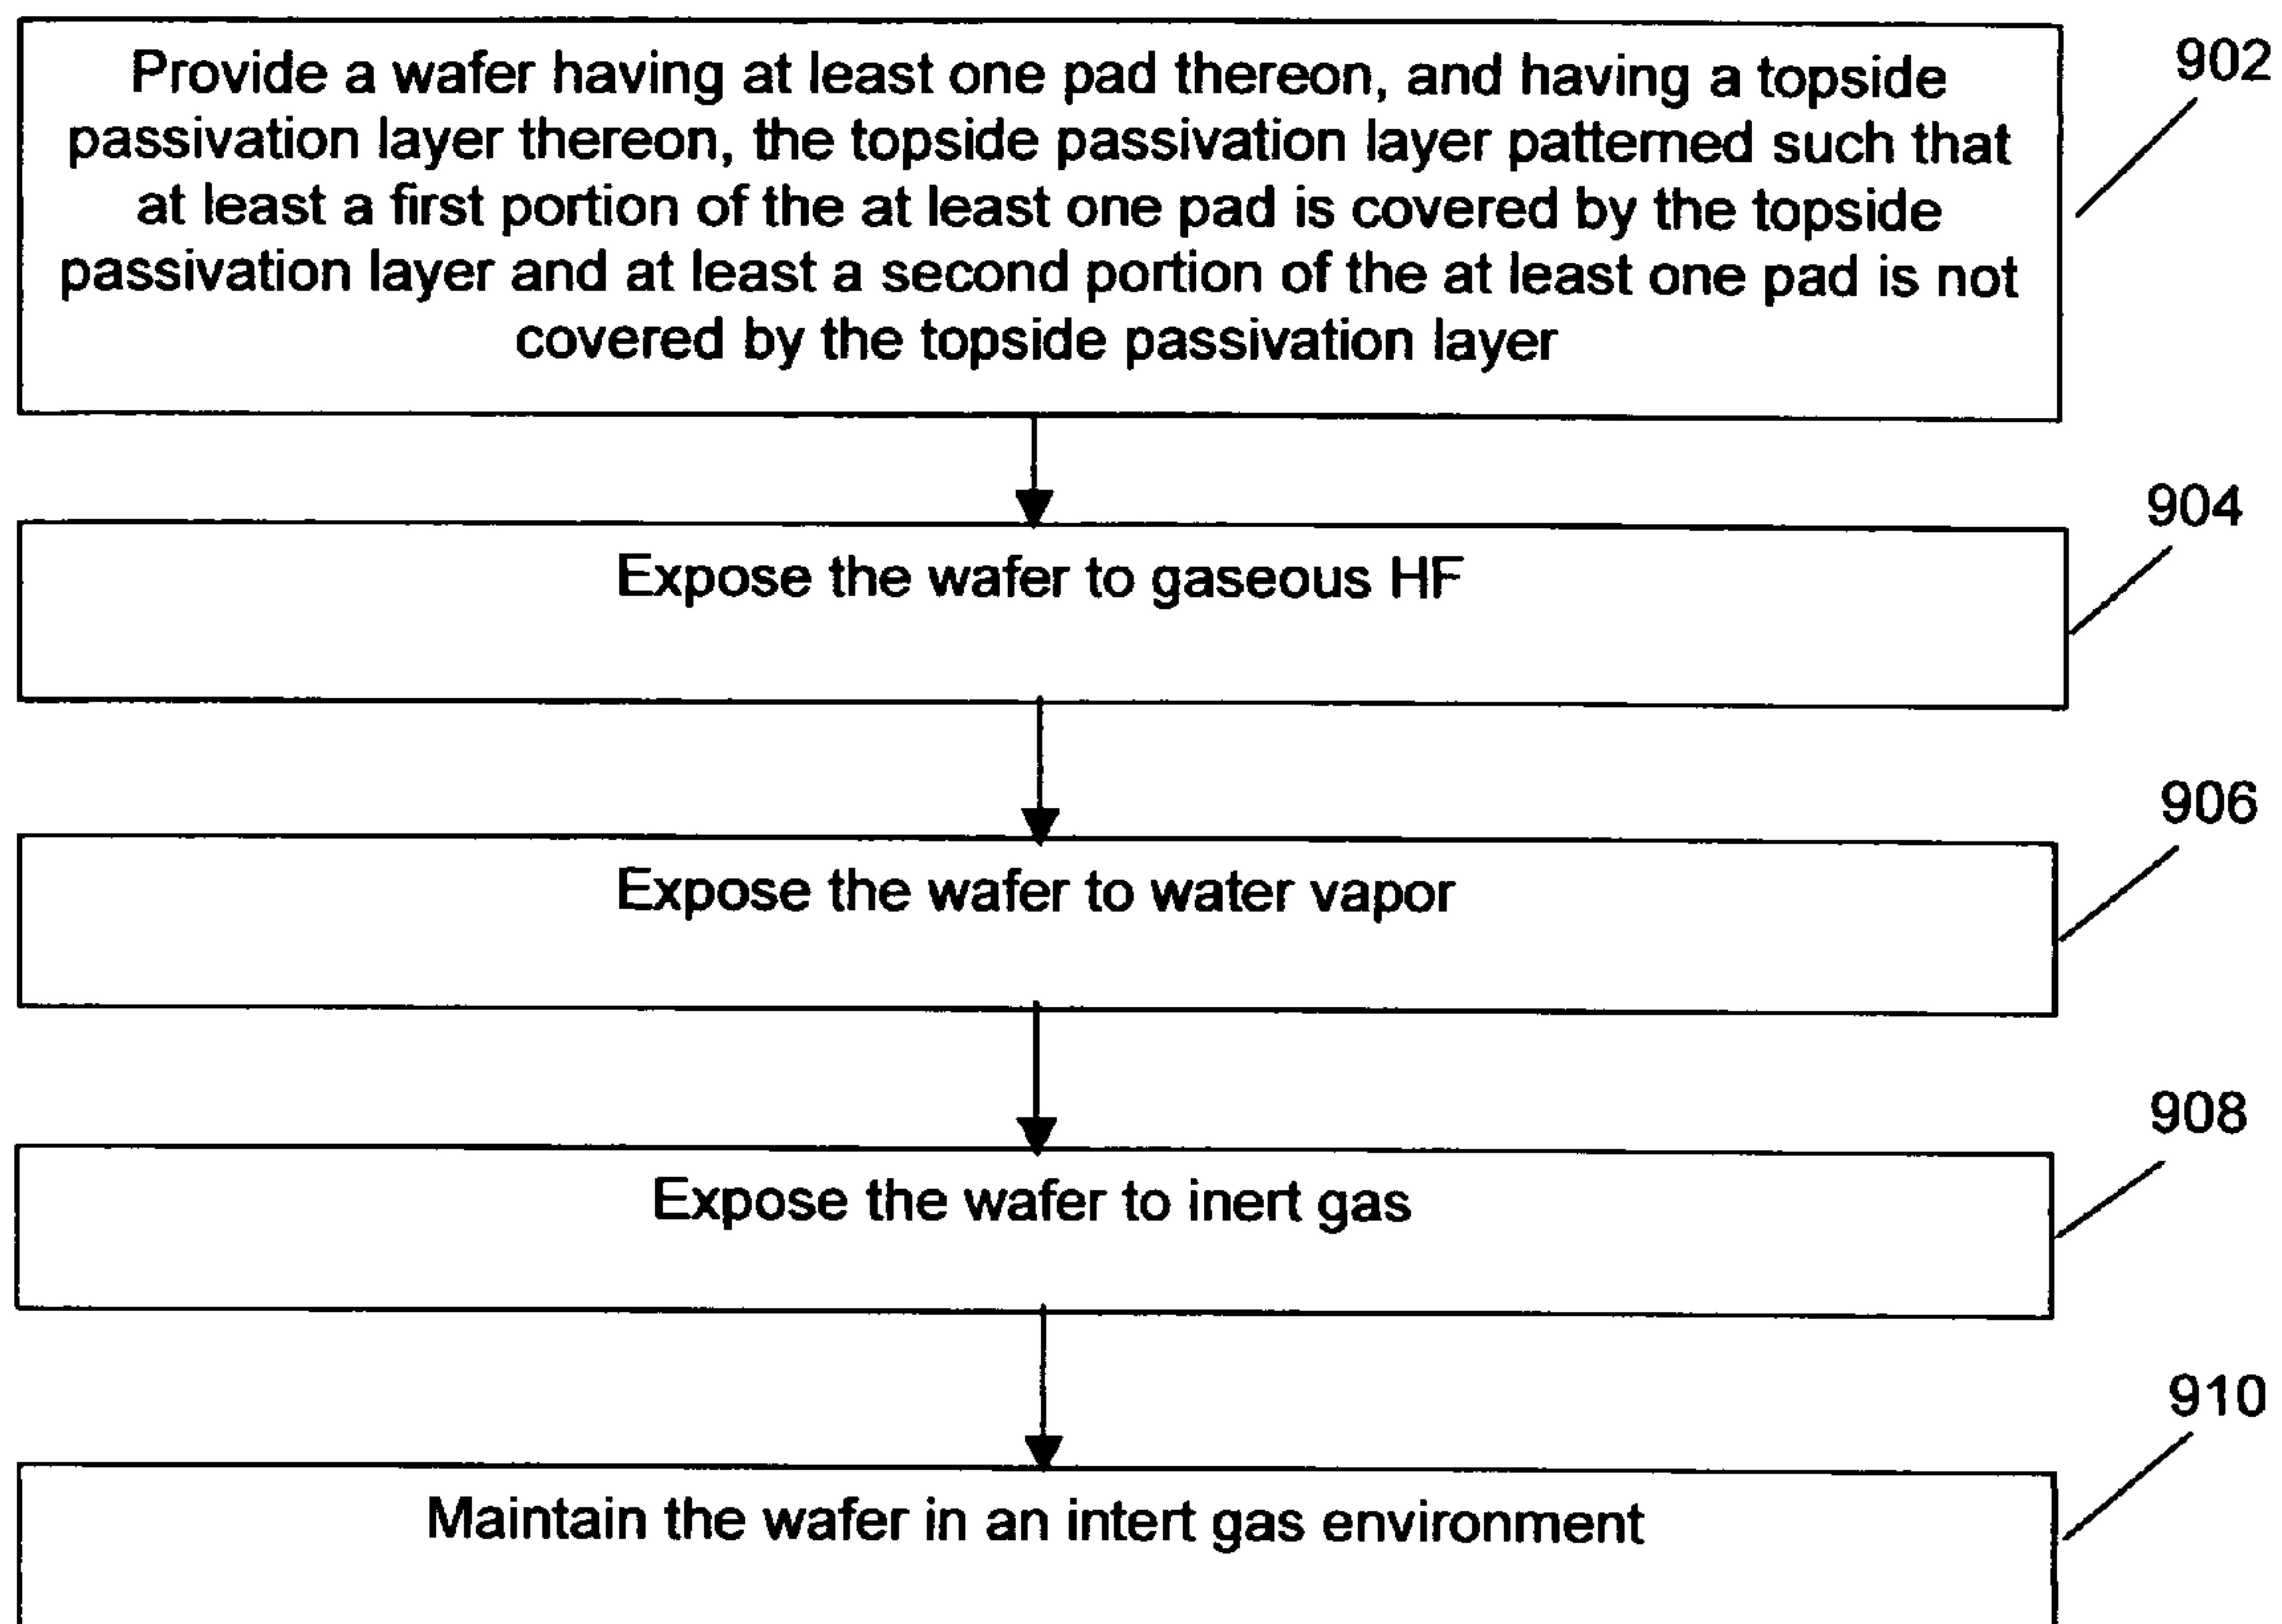 Provide a wafer having at least one pad thereon, and having a topside
passivation layer thereon, the topside passivation layer patterned such that
at least a first portion of the at least one pad is covered by the topside
passivation layer and at least a second portion of the at least one pad is not
covered by the topside passivation layer
902
Expose the wafer to gaseous HF
904
Expose the wafer to water vapor
906
Expose the wafer to inert gas
908
Maintain the wafer in an intert gas environment
910